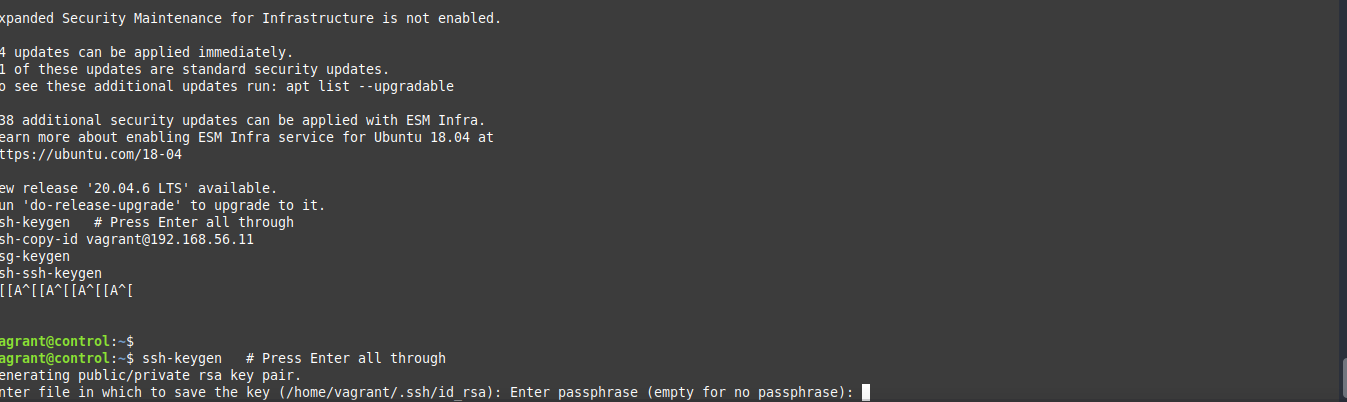 xpanded Security Maintenance for Infrastructure is not enabled.
4 updates can be applied immediately.
1 of these updates are standard security updates.
o see these additional updates run: apt list --upgradable
38 additional security updates can be applied with ESM Infra.
earn more about enabling ESM Infra service for Ubuntu 18.04 at
ttps://ubuntu.com/18-04
ew release '20.04.6 LTS' available.
un 'do-release-upgrade' to upgrade to it.
sh-keygen   # Press Enter all through
sh-copy-id vagrant@192.168.56.11
sg-keygen
sh-ssh-keygen
[[A^[[A^[[A^[[A^[
agrant@control:~$
agrant@control:~$ ssh-keygen   # Press Enter all through
enerating public/private rsa key pair.
nter file in which to save the key (/home/vagrant/.ssh/id_rsa): Enter passphrase (empty for no passphrase):